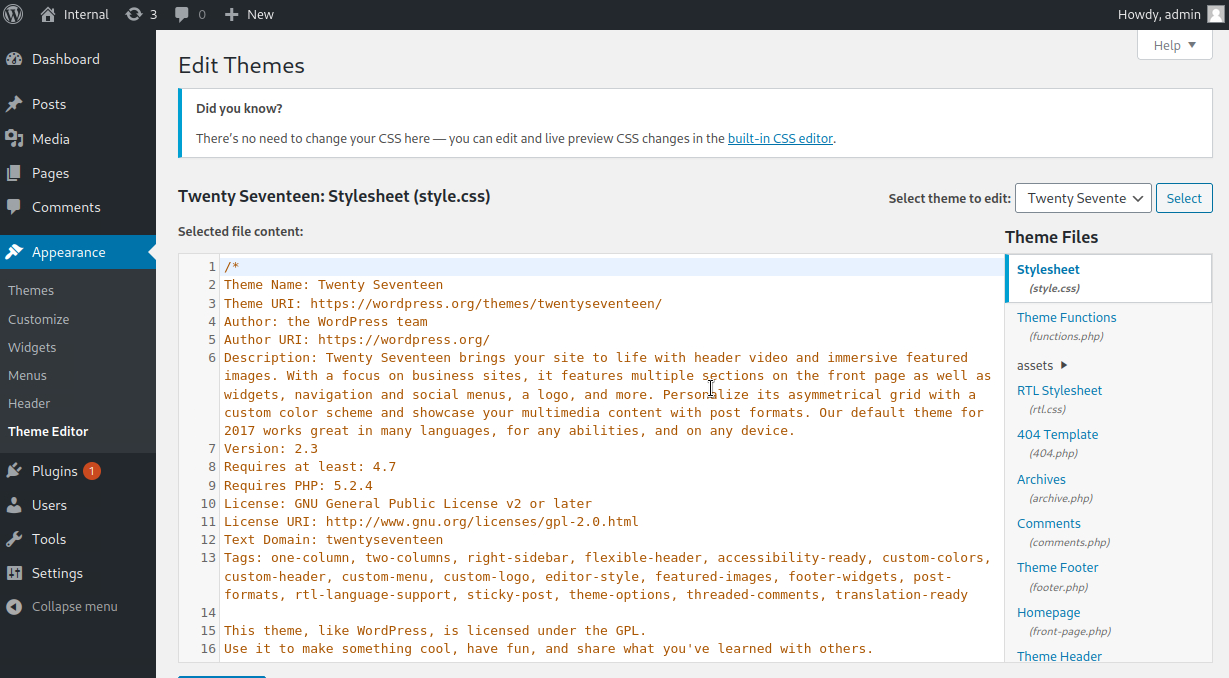 Internal 3 0 New Howdy, admin
Dashboard
Posts
Media
Pages
Comments
Appearance
Themes
Customize
Widgets
Menus
Header
Theme Editor
Plugins 1
Users
Tools
Settings
Collapse menu
Help
Edit Themes
Did you know?
There's no need to change your CSS here — you can edit and live preview CSS changes in the built-in CSS editor.
Twenty Seventeen: Stylesheet (style.css)
Select theme to edit: Twenty Sevente Select
Selected file content:
1 /*
2 Theme Name: Twenty Seventeen
3 Theme URI: https://wordpress.org/themes/twentyseventeen/
4 Author: the WordPress team
5 Author URI: https://wordpress.org/
6 Description: Twenty Seventeen brings your site to life with header video and immersive featured
images. With a focus on business sites, it features multiple sections on the front page as well as
widgets, navigation and social menus, a logo, and more. Personalize its asymmetrical grid with a
custom color scheme and showcase your multimedia content with post formats. Our default theme for
2017 works great in many languages, for any abilities, and on any device.
7 Version: 2.3
8 Requires at least: 4.7
9 Requires PHP: 5.2.4
10 License: GNU General Public License v2 or later
11 License URI: http://www.gnu.org/licenses/gpl-2.0.html
12 Text Domain: twentyseventeen
13 Tags: one-column, two-columns, right-sidebar, flexible-header, accessibility-ready, custom-colors,
custom-header, custom-menu, custom-logo, editor-style, featured-images, footer-widgets, post-
formats, rtl-language-support, sticky-post, theme-options, threaded-comments, translation-ready
14
15 This theme, like WordPress, is licensed under the GPL.
16 Use it to make something cool, have fun, and share what you've learned with others.
Theme Files
Stylesheet
(style.css)
Theme Functions
(functions.php)
assets
RTL Stylesheet
(rtl.css)
404 Template
(404.php)
Archives
(archive.php)
Comments
(comments.php)
Theme Footer
(footer.php)
Homepage
(front-page.php)
Theme Header